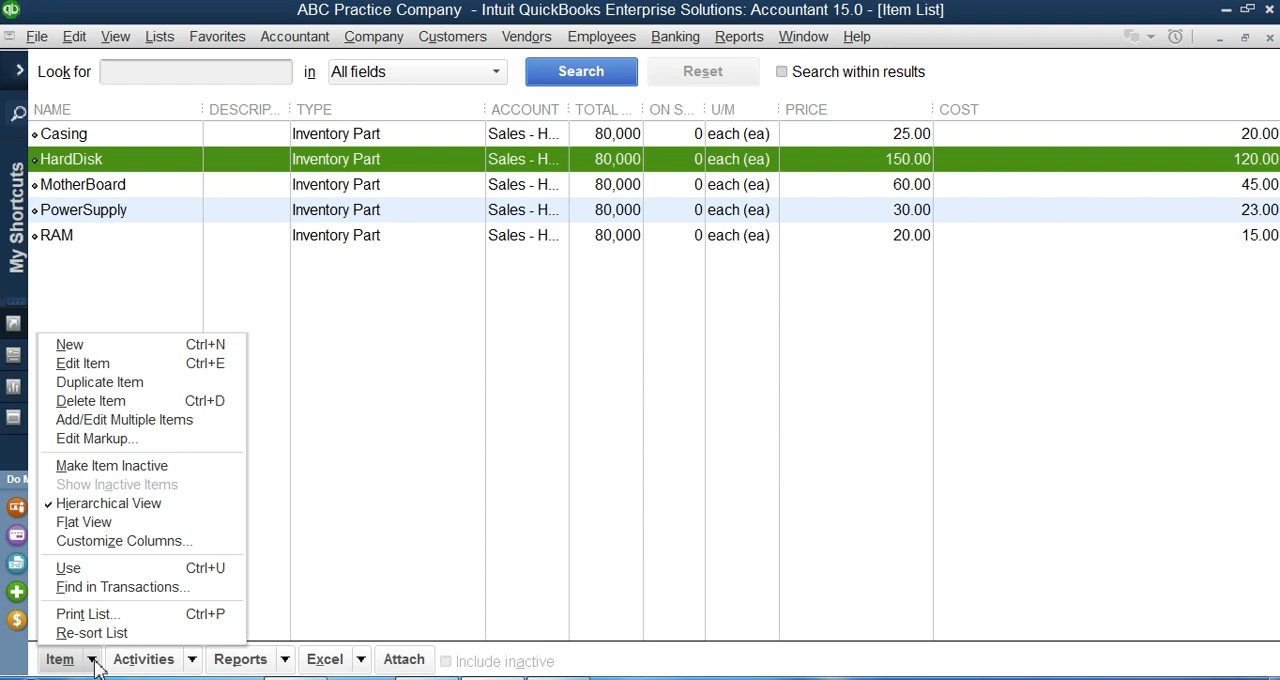 qb ABC Practice Company - Intuit QuickBooks Enterprise Solutions: Accountant 15.0 - [Item List]
File Edit View Lists Favorites Accountant Company Customers Vendors Employees Banking Reports Window Help
Look for in All fields Search Reset Search within results
NAME DESCRIP... TYPE ACCOUNT TOTAL ... ON S... U/M PRICE COST
Casing Inventory Part Sales - H... 80,000 0 each (ea) 25.00 20.00
HardDisk Inventory Part Sales - H... 80,000 0 each (ea) 150.00 120.00
MotherBoard Inventory Part Sales - H... 80,000 0 each (ea) 60.00 45.00
PowerSupply Inventory Part Sales - H... 80,000 0 each (ea) 30.00 23.00
RAM Inventory Part Sales - H... 80,000 0 each (ea) 20.00 15.00
My Shortcuts
Do M
New Ctrl+N
Edit Item Ctrl+E
Duplicate Item
Delete Item Ctrl+D
Add/Edit Multiple Items
Edit Markup...
Make Item Inactive
Show Inactive Items
Hierarchical View
Flat View
Customize Columns...
Use Ctrl+U
Find in Transactions...
Print List... Ctrl+P
Re-sort List
Item Activities Reports Excel Attach Include inactive